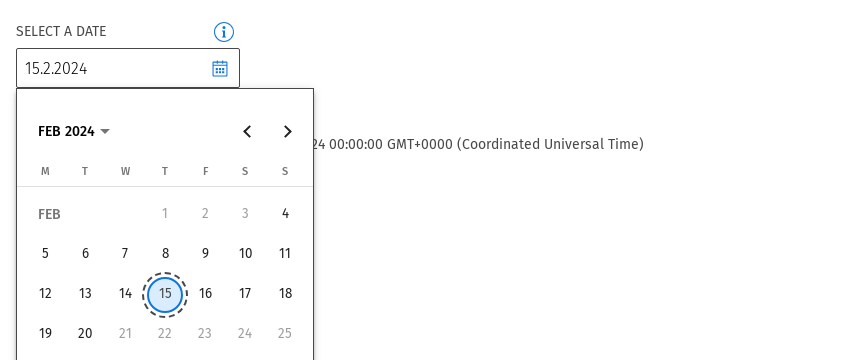 SELECT A DATE
15.2.2024
FEB 2024
24 00:00:00 GMT+0000 (Coordinated Universal Time)
M T W T F S S
FEB 1 2 3 4
5 6 7 8 9 10 11
12 13 14 15 16 17 18
19 20 21 22 23 24 25